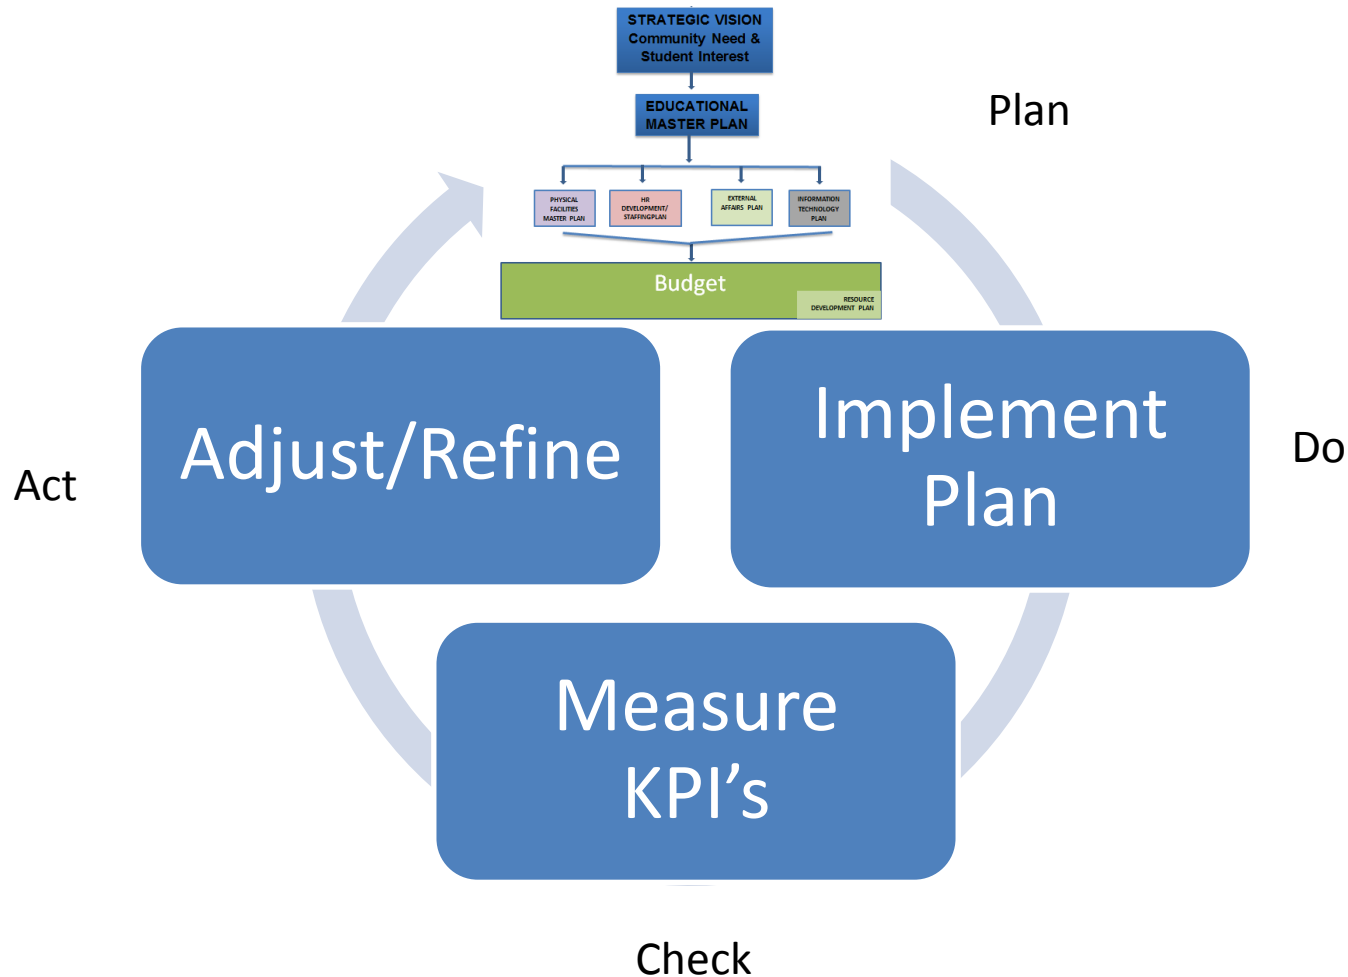 STRATEGIC VISION
Community Need &
Student Interest
EDUCATIONAL
MASTER PLAN
Plan
PHYSICAL
FACILITIES
MASTER PLAN
HR
DEVELOPMENT/
STAFFINGPLAN
EXTERNAL
AFFAIRS PLAN
INFORMATION
TECHNOLOGY
PLAN
Budget
RESOURCE
DEVELOPMENT PLAN
Adjust/Refine
Implement
Plan
Act
Do
Measure
KPI’s
Check